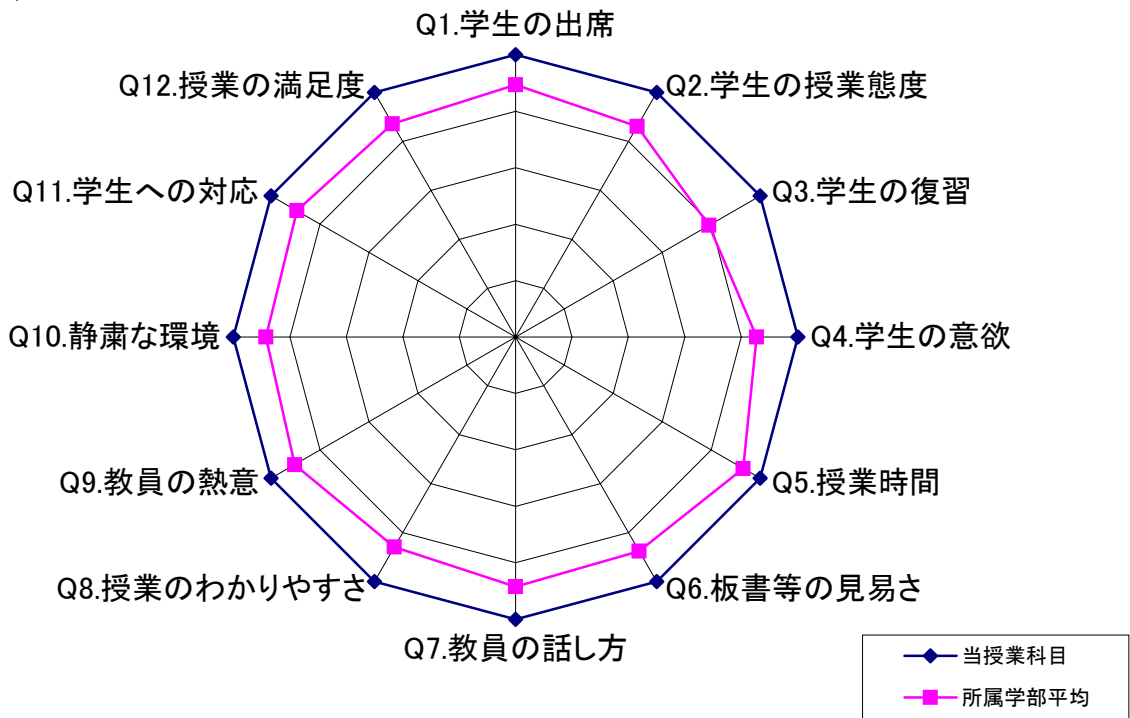 Q1.学生の出席
Q2.学生の授業態度
Q3.学生の復習
Q4.学生の意欲
Q5.授業時間
Q6.板書等の見易さ
Q7.教員の話し方
Q8.授業のわかりやすさ
Q9.教員の熱意
Q10.静粛な環境
Q11.学生への対応
Q12.授業の満足度
当授業科目
所属学部平均